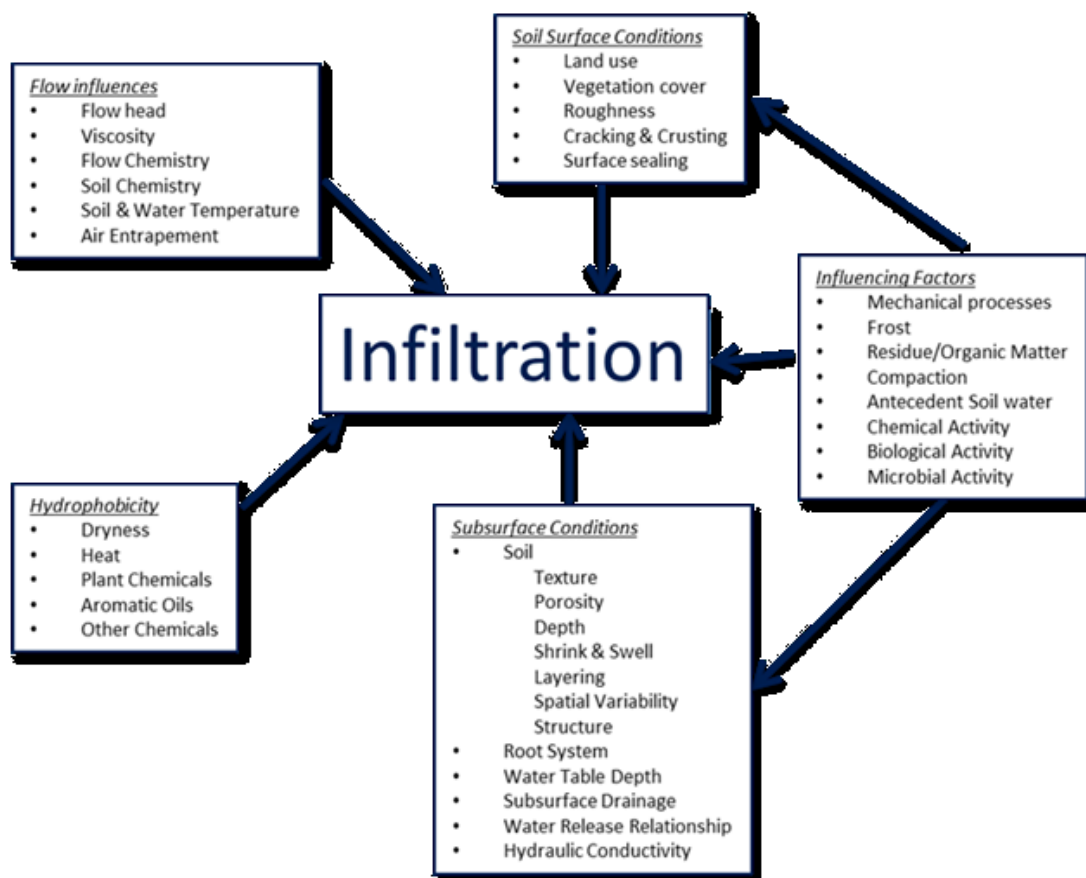 Flow influences
• Flow head
• Viscosity
• Flow Chemistry
• Soil Chemistry
• Soil & Water Temperature
• Air Entrapement
Soil Surface Conditions
• Land use
• Vegetation cover
• Roughness
• Cracking & Crusting
• Surface sealing
Infiltration
Influencing Factors
• Mechanical processes
• Frost
• Residue/Organic Matter
• Compaction
• Antecedent Soil water
• Chemical Activity
• Biological Activity
• Microbial Activity
Hydrophobicity
• Dryness
• Heat
• Plant Chemicals
• Aromatic Oils
• Other Chemicals
Subsurface Conditions
• Soil
Texture
Porosity
Depth
Shrink & Swell
Layering
Spatial Variability
Structure
• Root System
• Water Table Depth
• Subsurface Drainage
• Water Release Relationship
• Hydraulic Conductivity